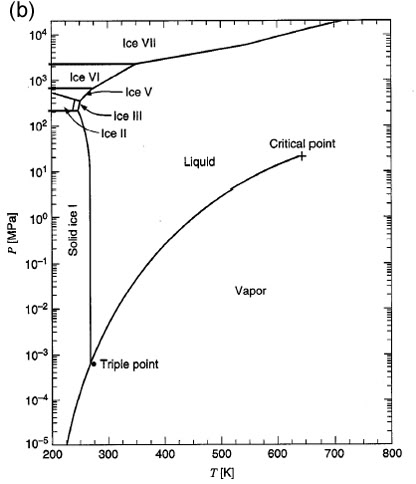 (b)
10⁴
10³
10²
10¹
10⁰
10⁻¹
10⁻²
10⁻³
10⁻⁴
10⁻⁵
P [MPa]
Ice VII
Ice VI
Ice V
Ice III
Ice II
Solid ice I
Liquid
Critical point
Vapor
Triple point
200 300 400 500 600 700 800
T [K]